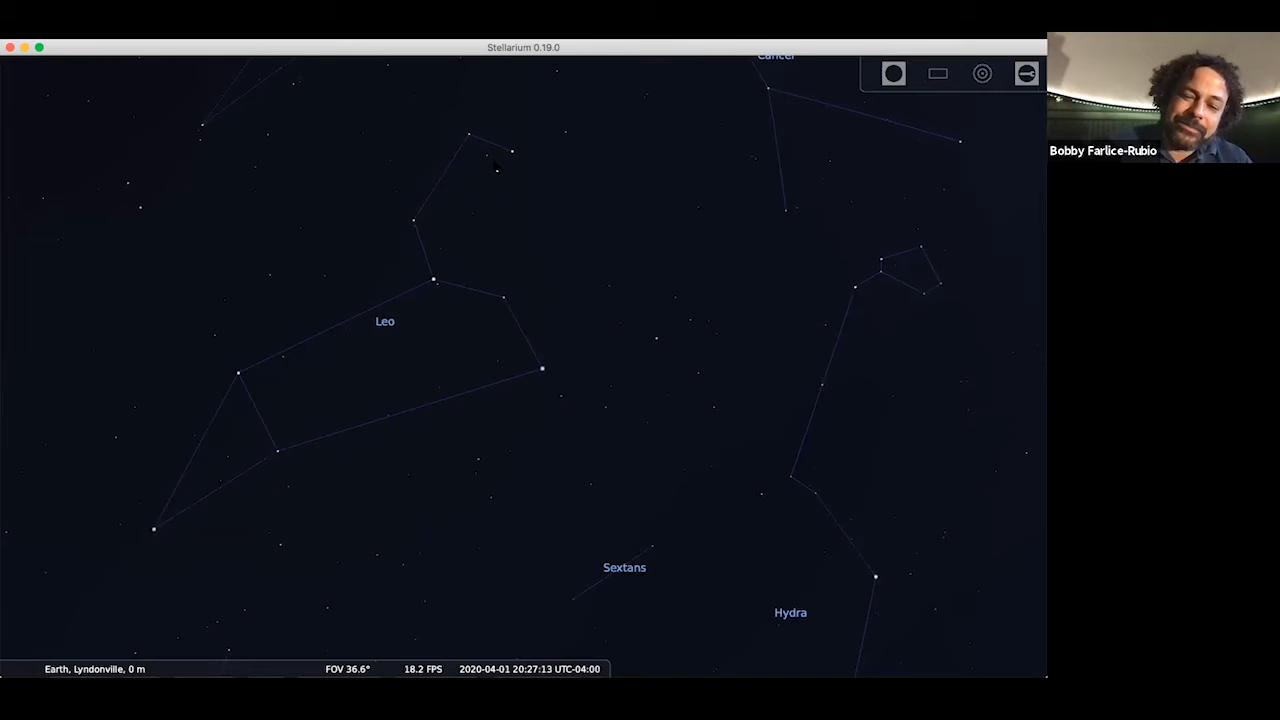 Stellarium 0.19.0
Cancer
Bobby Farlice-Rubio
Leo
Sextans
Hydra
Earth, Lyndonville, 0 m FOV 36.6° 18.2 FPS 2020-04-01 20:27:13 UTC-04:00